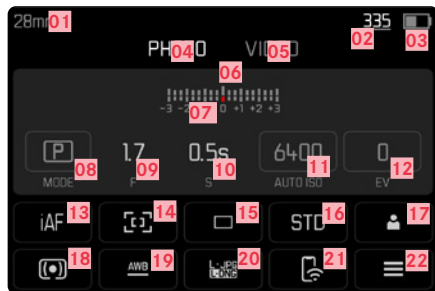 28mm 01 335
02 03
PHOTO 04 VIDEO 05
06
-3 -2 07 0 +1 +2 +3
P 1.7 0.5s 6400 0
08 09 10 11 12
MODE F S AUTO ISO EV
iAF 13 14 15 STD 16 17
18 AWB 19 L-JPG 20 21 22
L-DNG